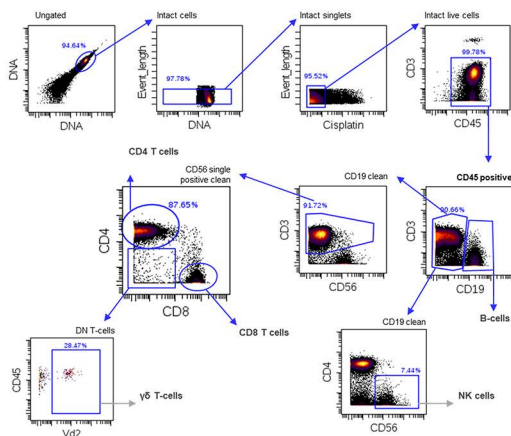 Ungated
94.64%
DNA
DNA
Intact cells
97.78%
Event_length
DNA
Intact singlets
95.52%
Event_length
Cisplatin
Intact live cells
99.78%
CD3
CD45
CD4 T cells
CD56 single
positive clean
87.65%
CD4
CD8
CD19 clean
91.72%
CD3
CD56
CD45 positive
90.66%
CD3
CD19
DN T-cells
28.47%
CD45
Vd2
γδ T-cells
CD8 T cells
B-cells
CD19 clean
7.44%
CD4
CD56
NK cells